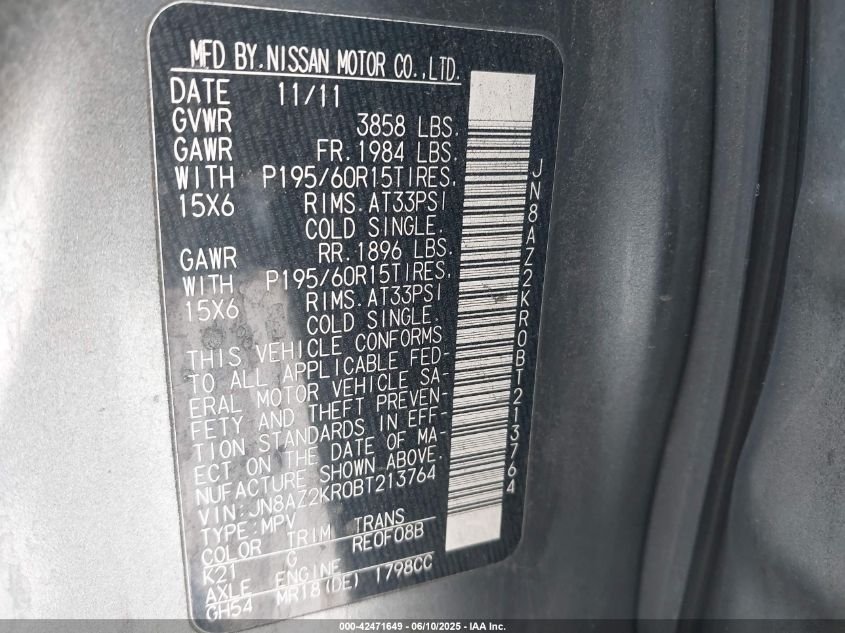 MFD BY. NISSAN MOTOR CO.,LTD.
DATE 11/11
GVWR 3858 LBS.
GAWR FR. 1984 LBS.
WITH P195/60R15TIRES,
15X6 RIMS. AT33PSI
COLD SINGLE.
GAWR RR. 1896 LBS.
WITH P195/60R15TIRES,
15X6 RIMS. AT33PSI
COLD SINGLE.
THIS VEHICLE CONFORMS
TO ALL APPLICABLE FED-
ERAL MOTOR VEHICLE SA-
FETY AND THEFT PREVEN-
TION STANDARDS IN EFF-
ECT ON THE DATE OF MA-
NUFACTURE SHOWN ABOVE.
VIN: JN8AZ2KR0BT213764
TYPE: MPV
COLOR TRIM TRANS
K21 G RE0F08B
AXLE ENGINE
GH54 MR18(DE) 1798CC
JN8AZ2KR0BT213764
000-42471649 - 06/10/2025 - IAA Inc.